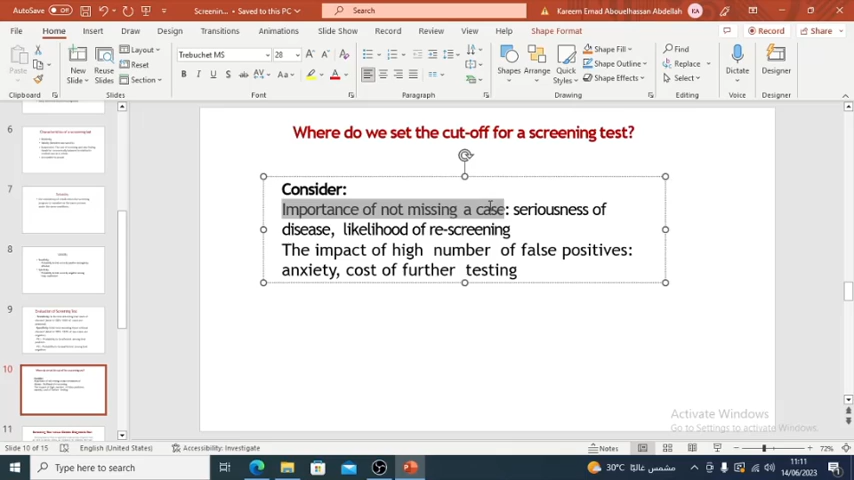 AutoSave Off Screenin... • Saved to this PC Search Kareem Emad Abouelhassan Abdellah KA
File Home Insert Draw Design Transitions Animations Slide Show Record Review View Help Shape Format Record Share
Paste New Slide Reuse Slides Layout Reset Section Trebuchet MS 28 Shapes Arrange Quick Styles Shape Fill Shape Outline Shape Effects Find Replace Select Dictate Designer
Clipboard Slides Font Paragraph Drawing Editing Voice Designer
6
7
8
9
10
11
Where do we set the cut-off for a screening test?
Consider:
Importance of not missing a case: seriousness of
disease, likelihood of re-screening
The impact of high number of false positives:
anxiety, cost of further testing
Activate Windows
Go to Settings to activate Windows.
Slide 10 of 15 English (United States) Accessibility: Investigate Notes 72%
Type here to search 30°C مشمس غالبًا 11:11
14/06/2023